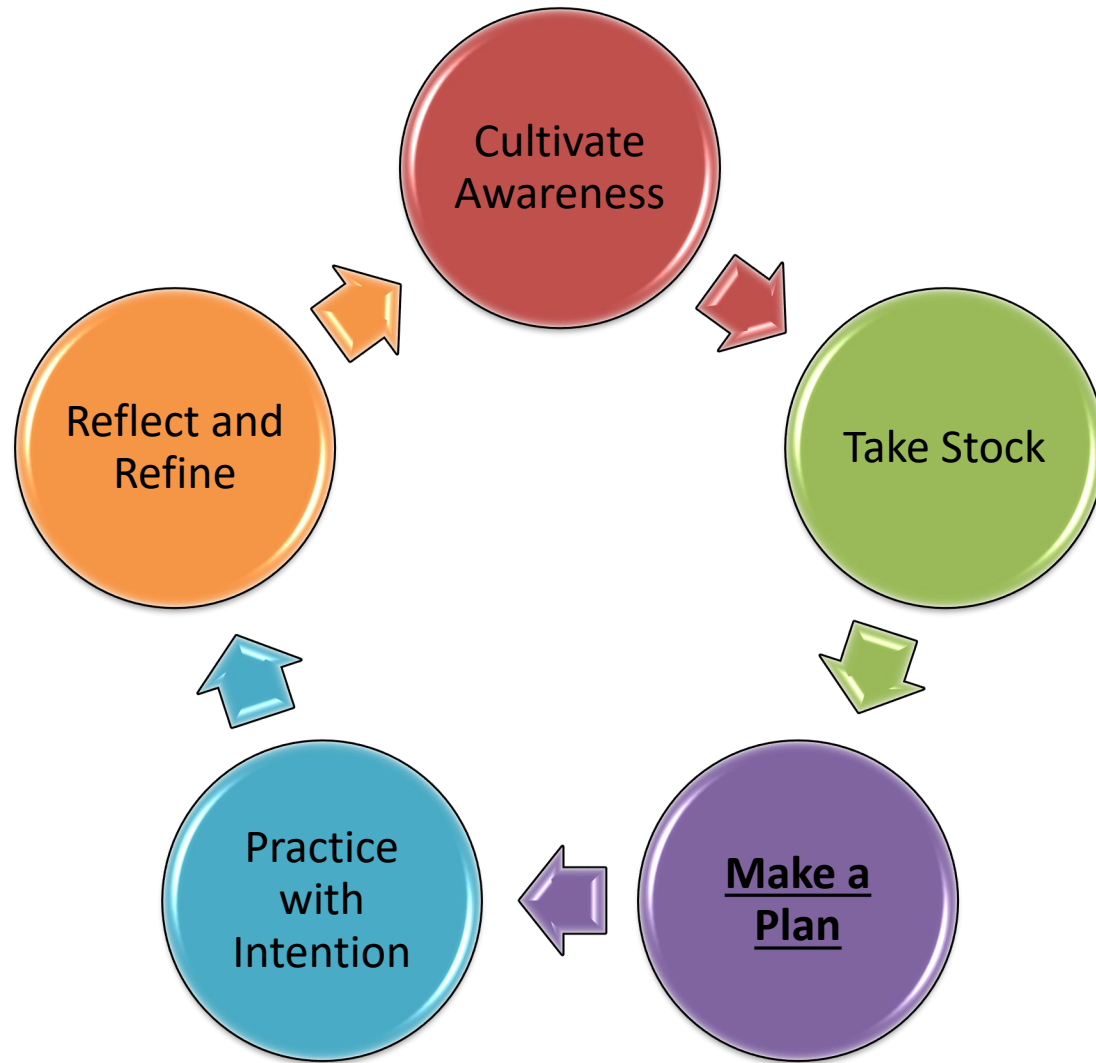 Cultivate
Awareness
Take Stock
Make a
Plan
Practice
with
Intention
Reflect and
Refine